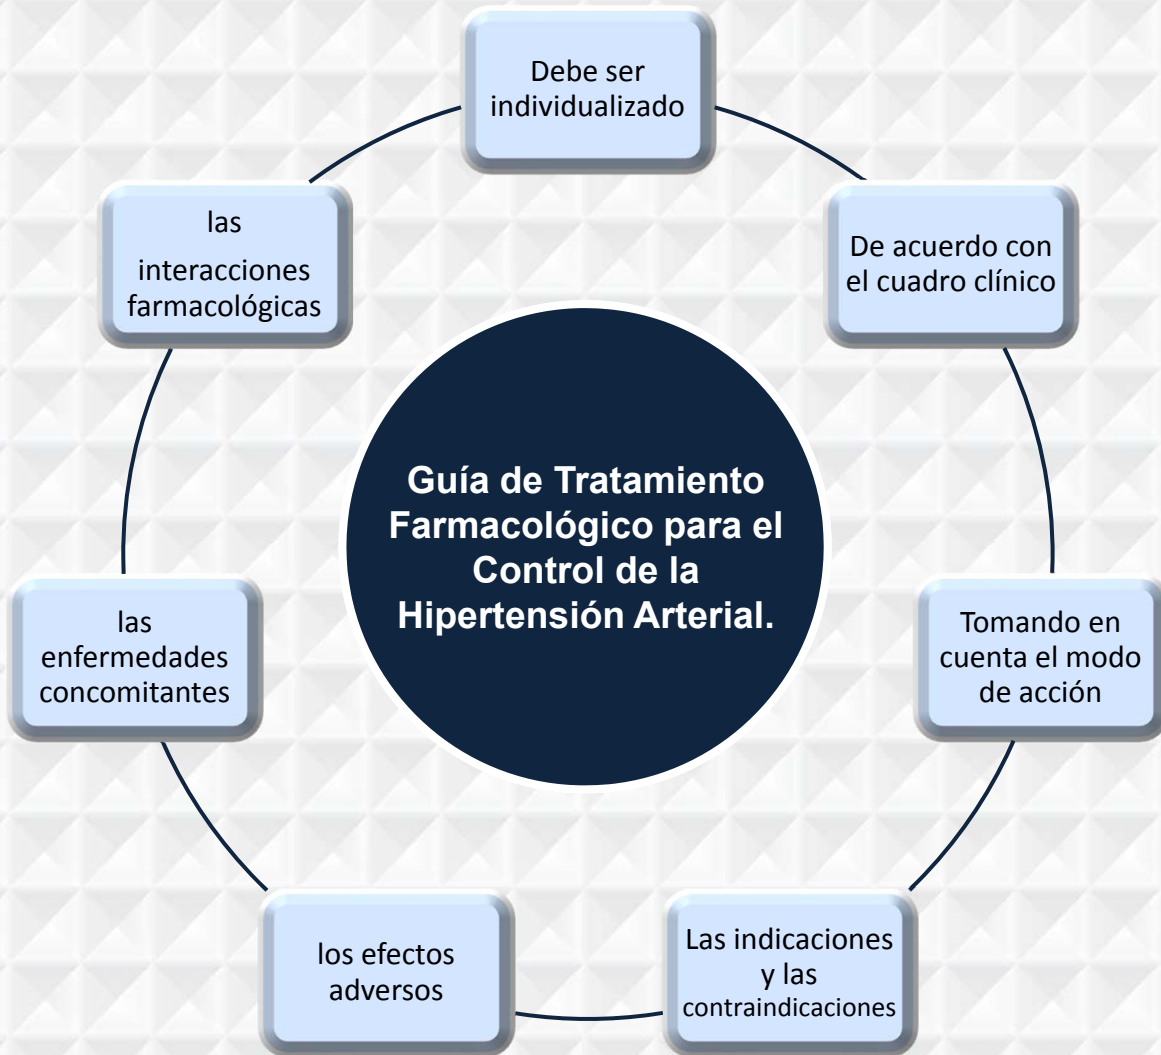 Debe ser
individualizado
De acuerdo con
el cuadro clínico
Tomando en
cuenta el modo
de acción
Las indicaciones
y las
contraindicaciones
los efectos
adversos
las
enfermedades
concomitantes
las
interacciones
farmacológicas
Guía de Tratamiento
Farmacológico para el
Control de la
Hipertensión Arterial.